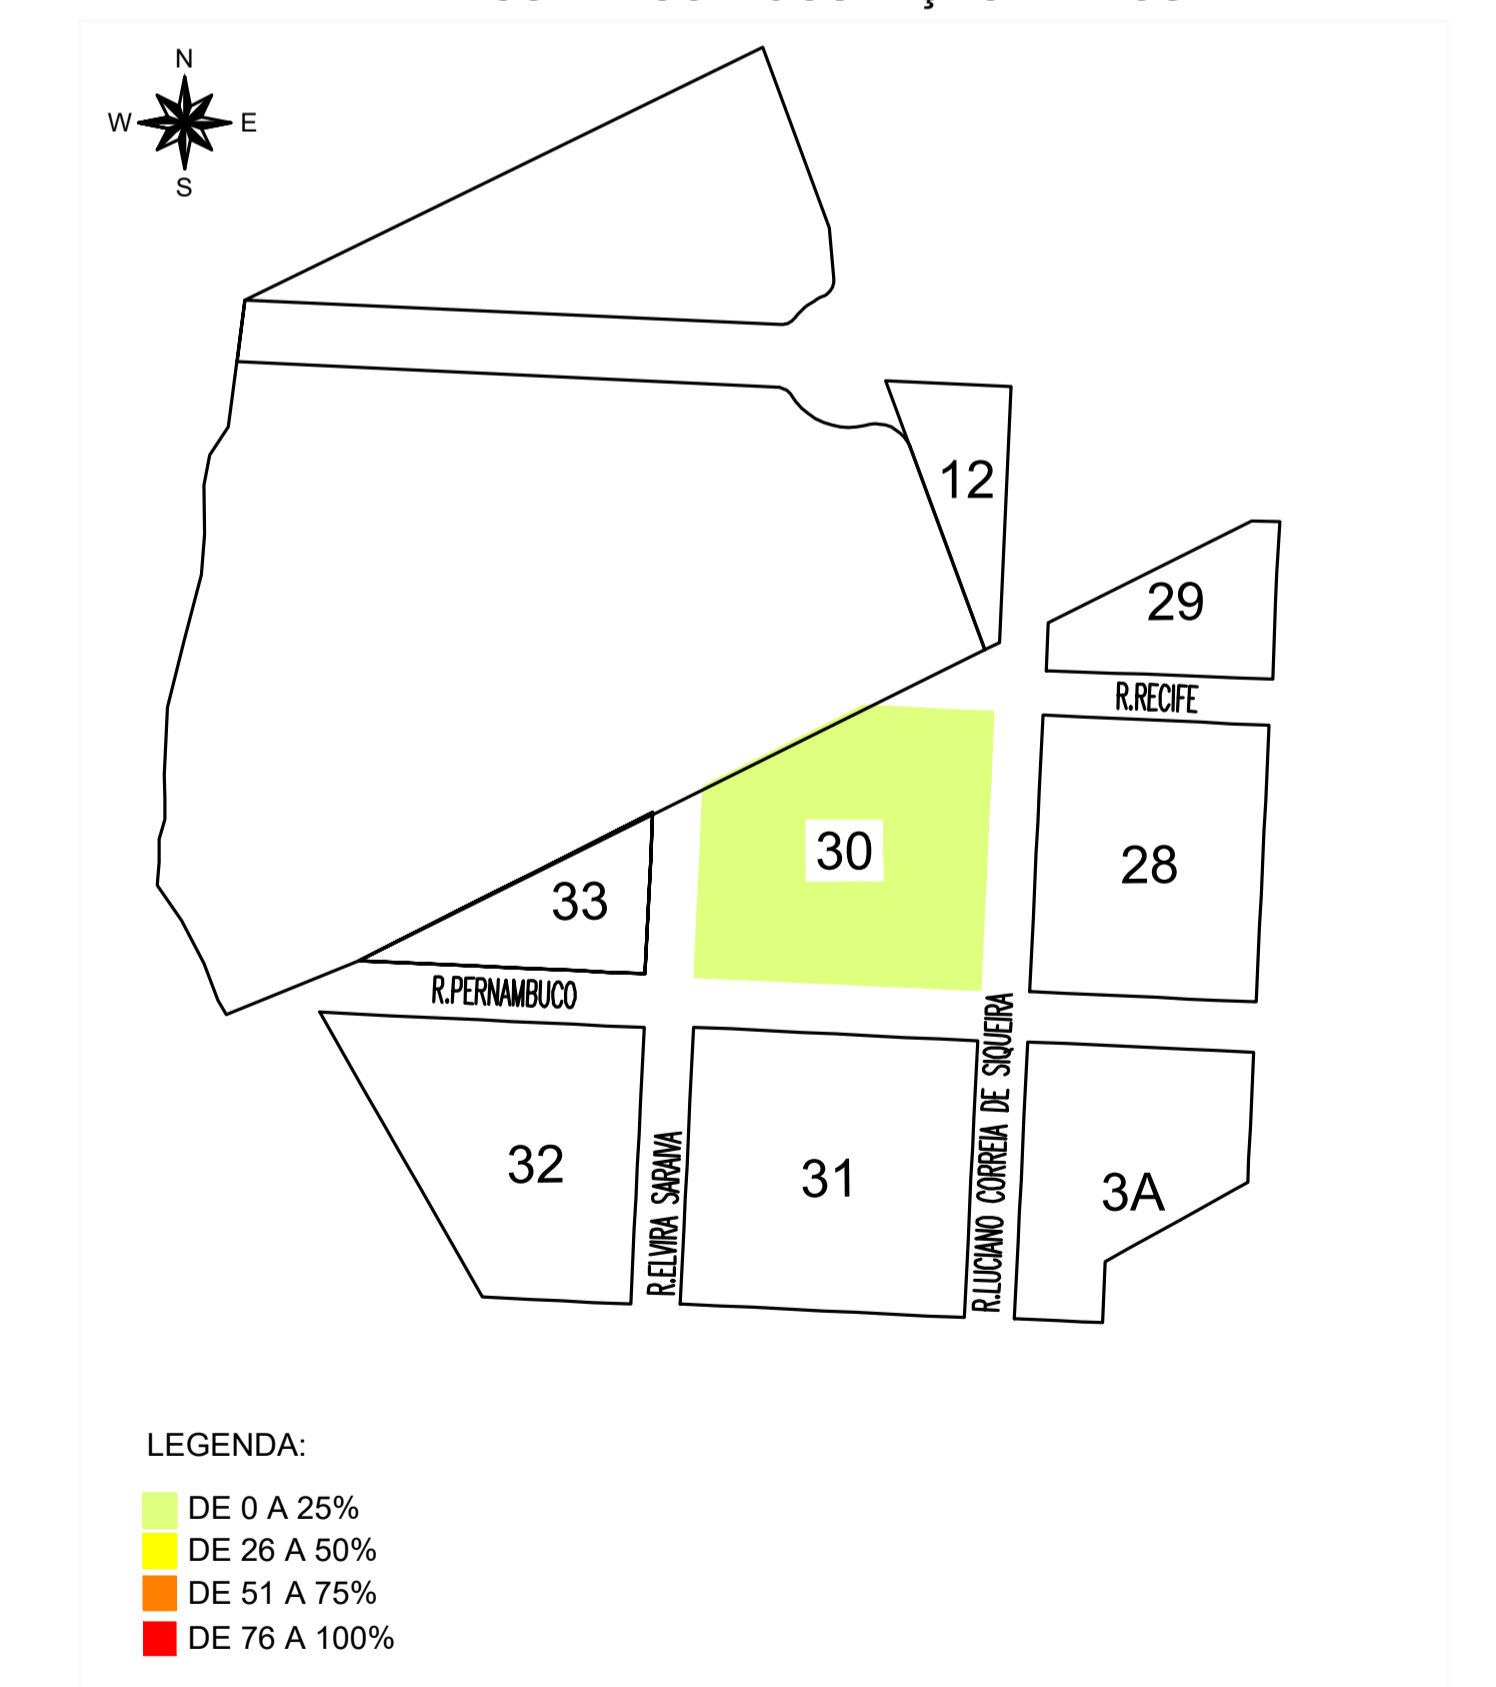 N
W
E
S
12
29
R.RECIFE
30
28
33
R.PERNAMBUCO
R.LUCIANO CORREIA DE SIQUEIRA
32
R.ELVIRA SARAIVA
31
3A
LEGENDA:
DE 0 A 25%
DE 26 A 50%
DE 51 A 75%
DE 76 A 100%